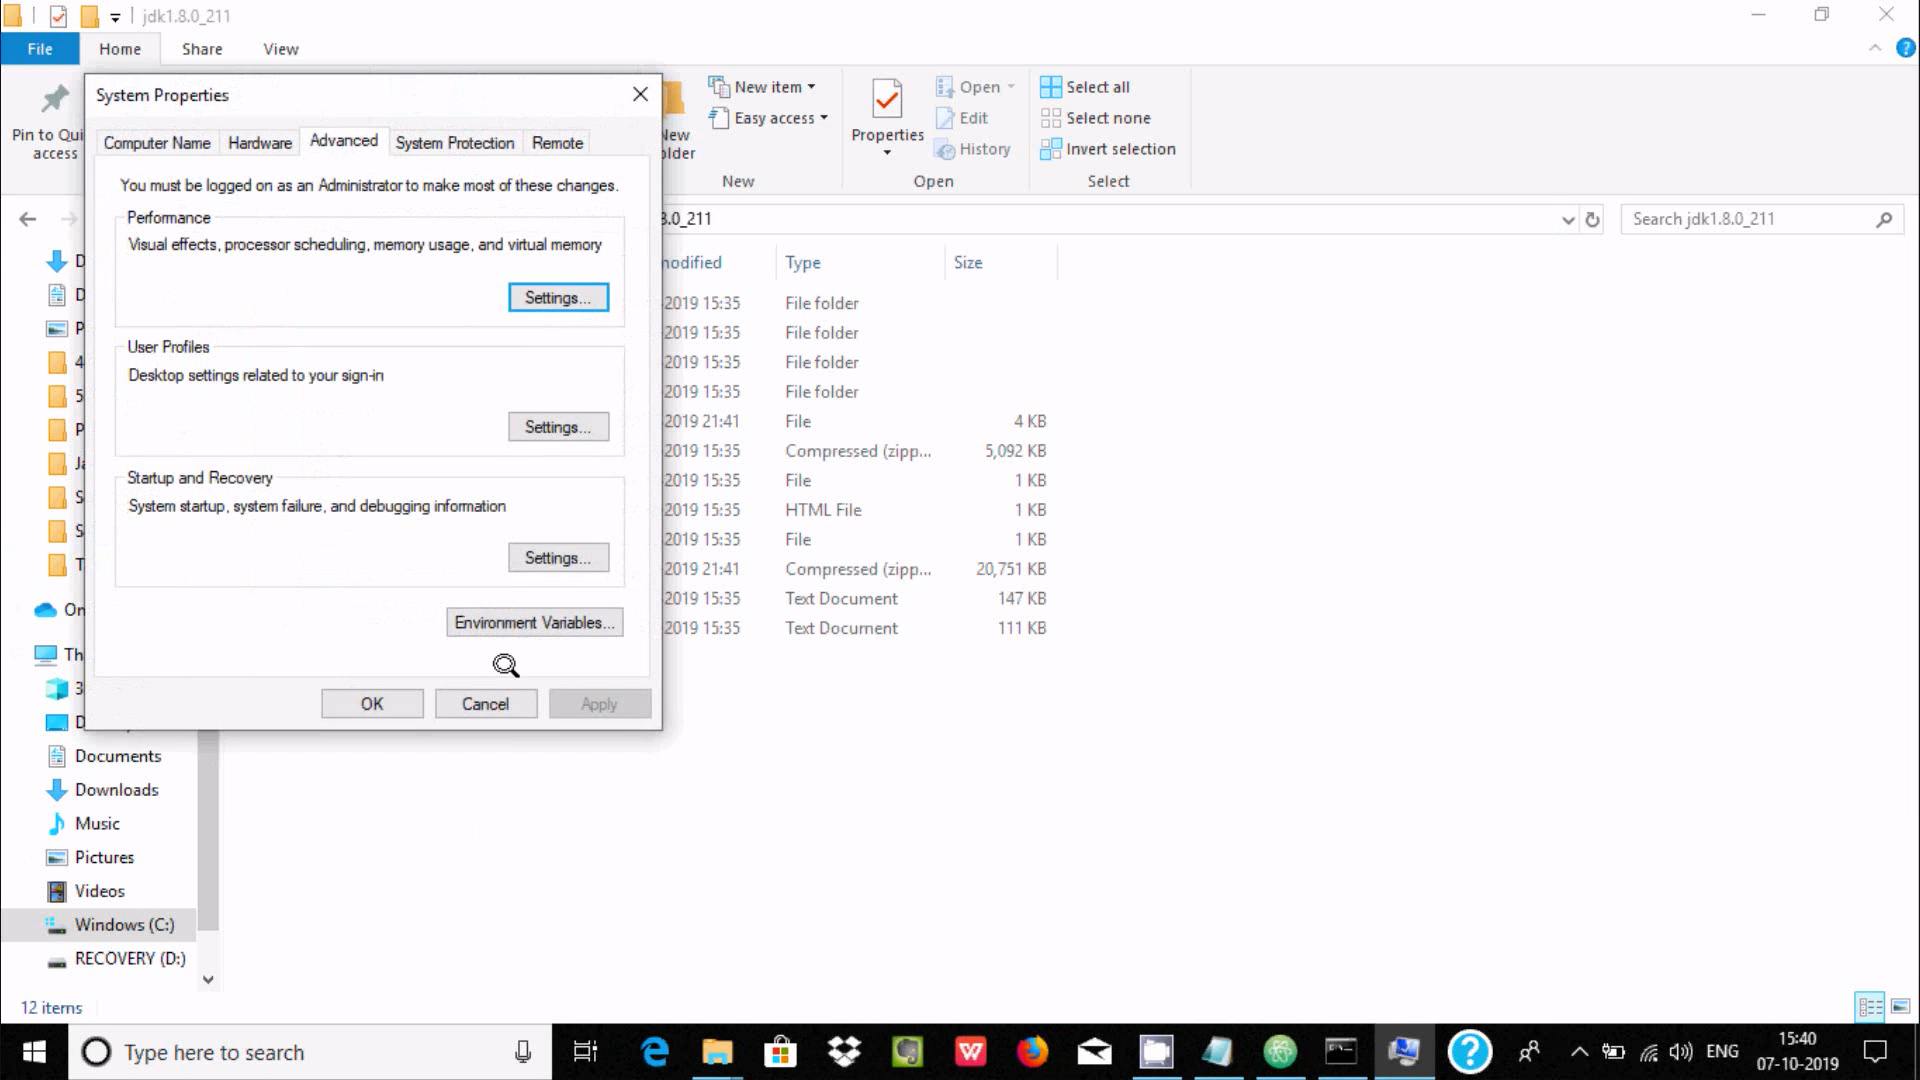 jdk1.8.0_211
File
Home
Share
View
System Properties
Computer Name
Hardware
Advanced
System Protection
Remote
You must be logged on as an Administrator to make most of these changes.
Performance
Visual effects, processor scheduling, memory usage, and virtual memory
Settings...
User Profiles
Desktop settings related to your sign-in
Settings...
Startup and Recovery
System startup, system failure, and debugging information
Settings...
Environment Variables...
OK
Cancel
Apply
Pin to Qui
access
New item
Easy access
New
Properties
Open
Edit
History
Open
Select all
Select none
Invert selection
Select
8.0_211
Search jdk1.8.0_211
Type
Size
2019 15:35 File folder
2019 15:35 File folder
2019 15:35 File folder
2019 15:35 File folder
2019 21:41 File 4 KB
2019 15:35 Compressed (zipp... 5,092 KB
2019 15:35 File 1 KB
2019 15:35 HTML File 1 KB
2019 15:35 File 1 KB
2019 21:41 Compressed (zipp... 20,751 KB
2019 15:35 Text Document 147 KB
2019 15:35 Text Document 111 KB
Documents
Downloads
Music
Pictures
Videos
Windows (C:)
RECOVERY (D:)
12 items
Type here to search
ENG
15:40
07-10-2019